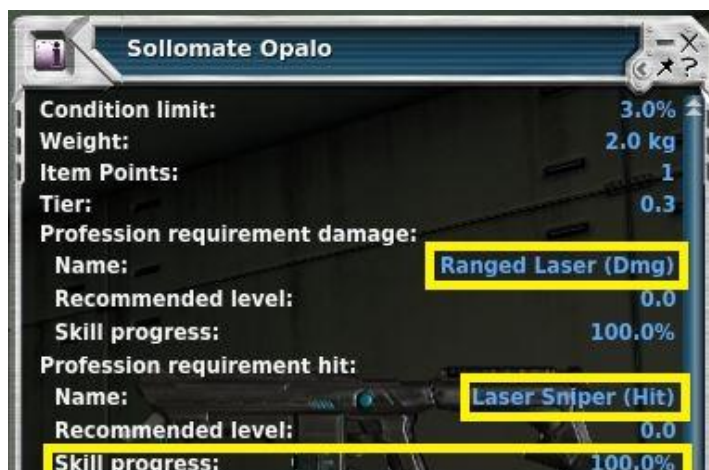 Sollomate Opalo
Condition limit: 3.0%
Weight: 2.0 kg
Item Points: 1
Tier: 0.3
Profession requirement damage:
Name: Ranged Laser (Dmg)
Recommended level: 0.0
Skill progress: 100.0%
Profession requirement hit:
Name: Laser Sniper (Hit)
Recommended level: 0.0
Skill progress: 100.0%